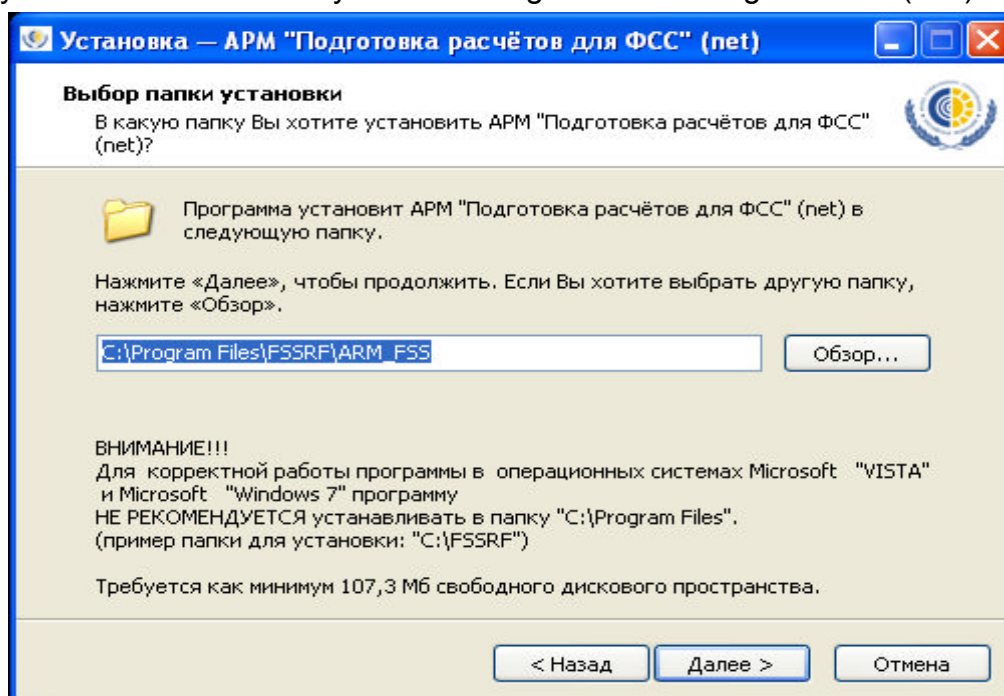 Установка — АРМ "Подготовка расчётов для ФСС" (net)
Выбор папки установки
В какую папку Вы хотите установить АРМ "Подготовка расчётов для ФСС"
(net)?
Программа установит АРМ "Подготовка расчётов для ФСС" (net) в
следующую папку.
Нажмите «Далее», чтобы продолжить. Если Вы хотите выбрать другую папку,
нажмите «Обзор».
C:\Program Files\FSSRF\ARM_FSS
Обзор...
ВНИМАНИЕ!!!
Для корректной работы программы в операционных системах Microsoft "VISTA"
и Microsoft "Windows 7" программу
НЕ РЕКОМЕНДУЕТСЯ устанавливать в папку "C:\Program Files".
(пример папки для установки: "C:\FSSRF")
Требуется как минимум 107,3 Мб свободного дискового пространства.
< Назад Далее > Отмена